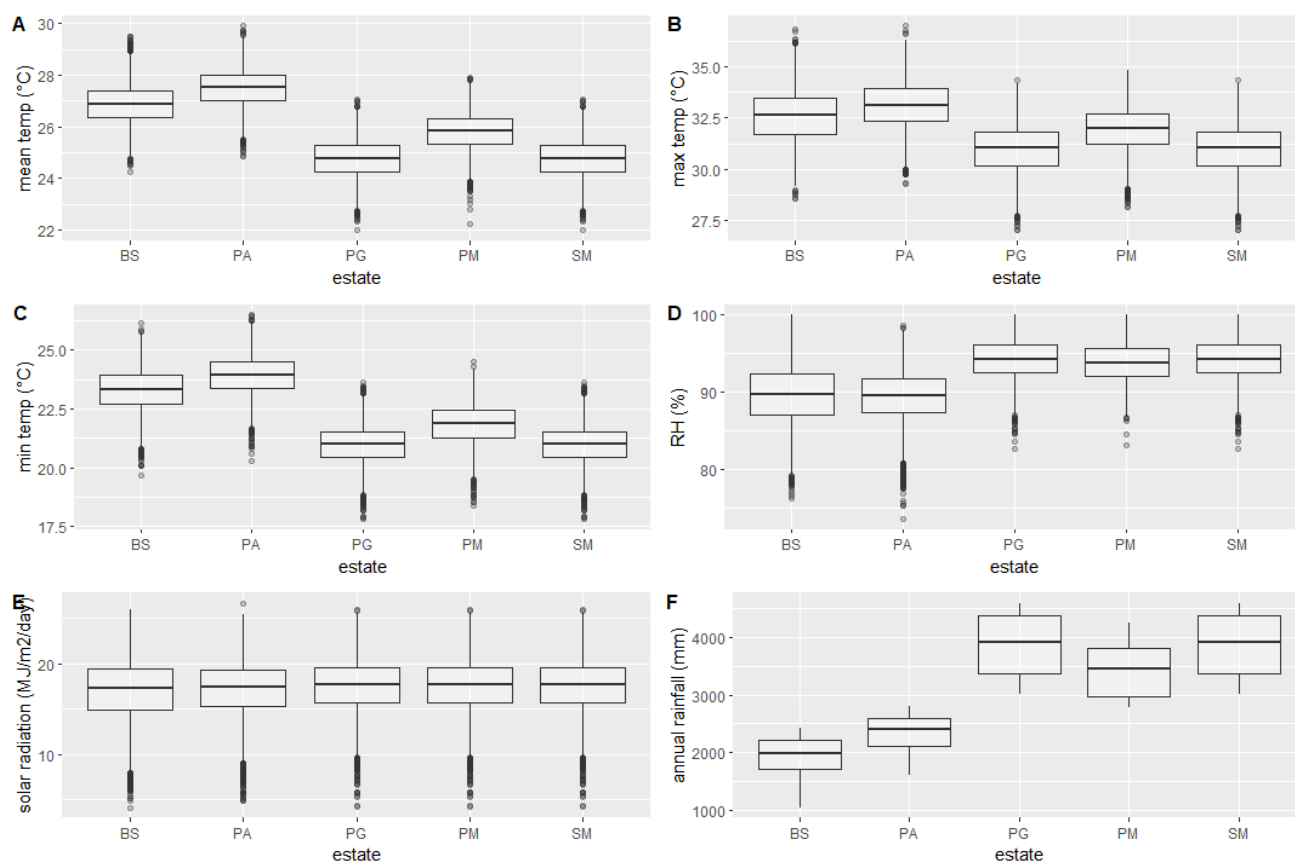 A
mean temp (°C)
30
28
26
24
22
BS PA PG PM SM
estate
B
max temp (°C)
35.0
32.5
30.0
27.5
BS PA PG PM SM
estate
C
min temp (°C)
25.0
22.5
20.0
17.5
BS PA PG PM SM
estate
D
RH (%)
100
90
80
BS PA PG PM SM
estate
E
solar radiation (MJ/m2/day)
20
10
BS PA PG PM SM
estate
F
annual rainfall (mm)
4000
3000
2000
1000
BS PA PG PM SM
estate